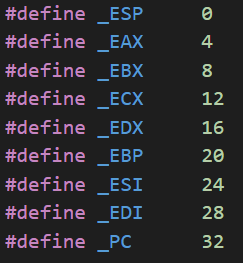 #define _ESP 0
#define _EAX 4
#define _EBX 8
#define _ECX 12
#define _EDX 16
#define _EBP 20
#define _ESI 24
#define _EDI 28
#define _PC 32